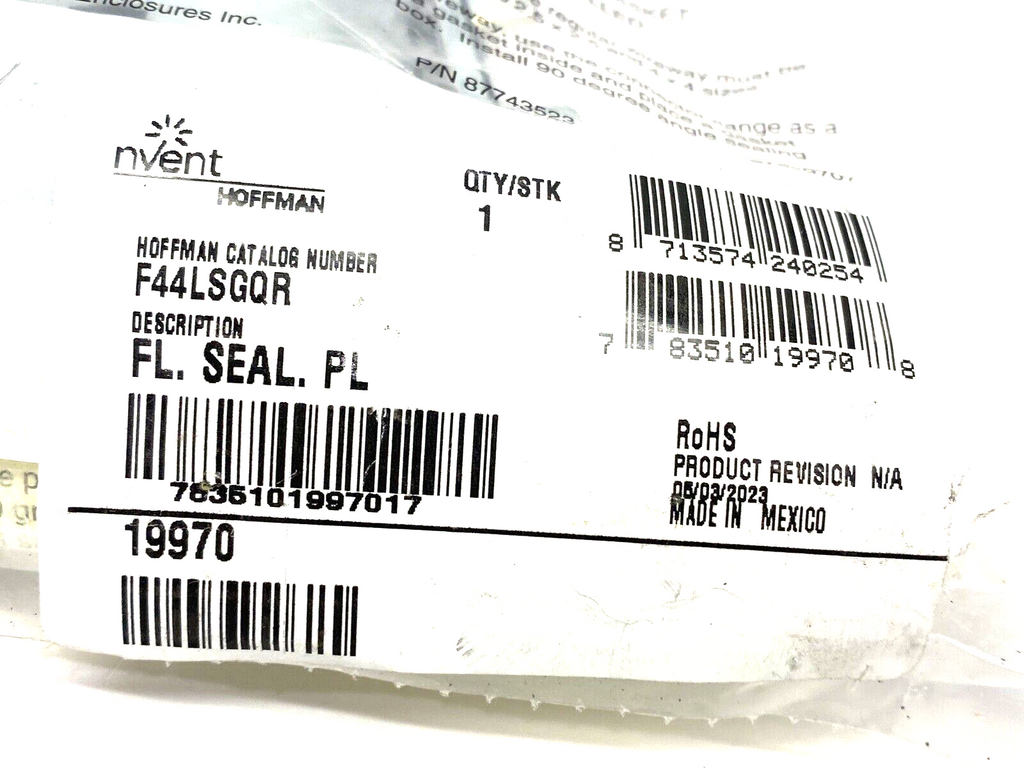 Enclosures Inc.
P/N 87743523
nVent
HOFFMAN
QTY/STK
1
8 713574 240254
HOFFMAN CATALOG NUMBER
F44LSGQR
7 83510 19970 8
DESCRIPTION
FL. SEAL. PL
7835101997017
RoHS
PRODUCT REVISION N/A
05/03/2023
MADE IN MEXICO
19970